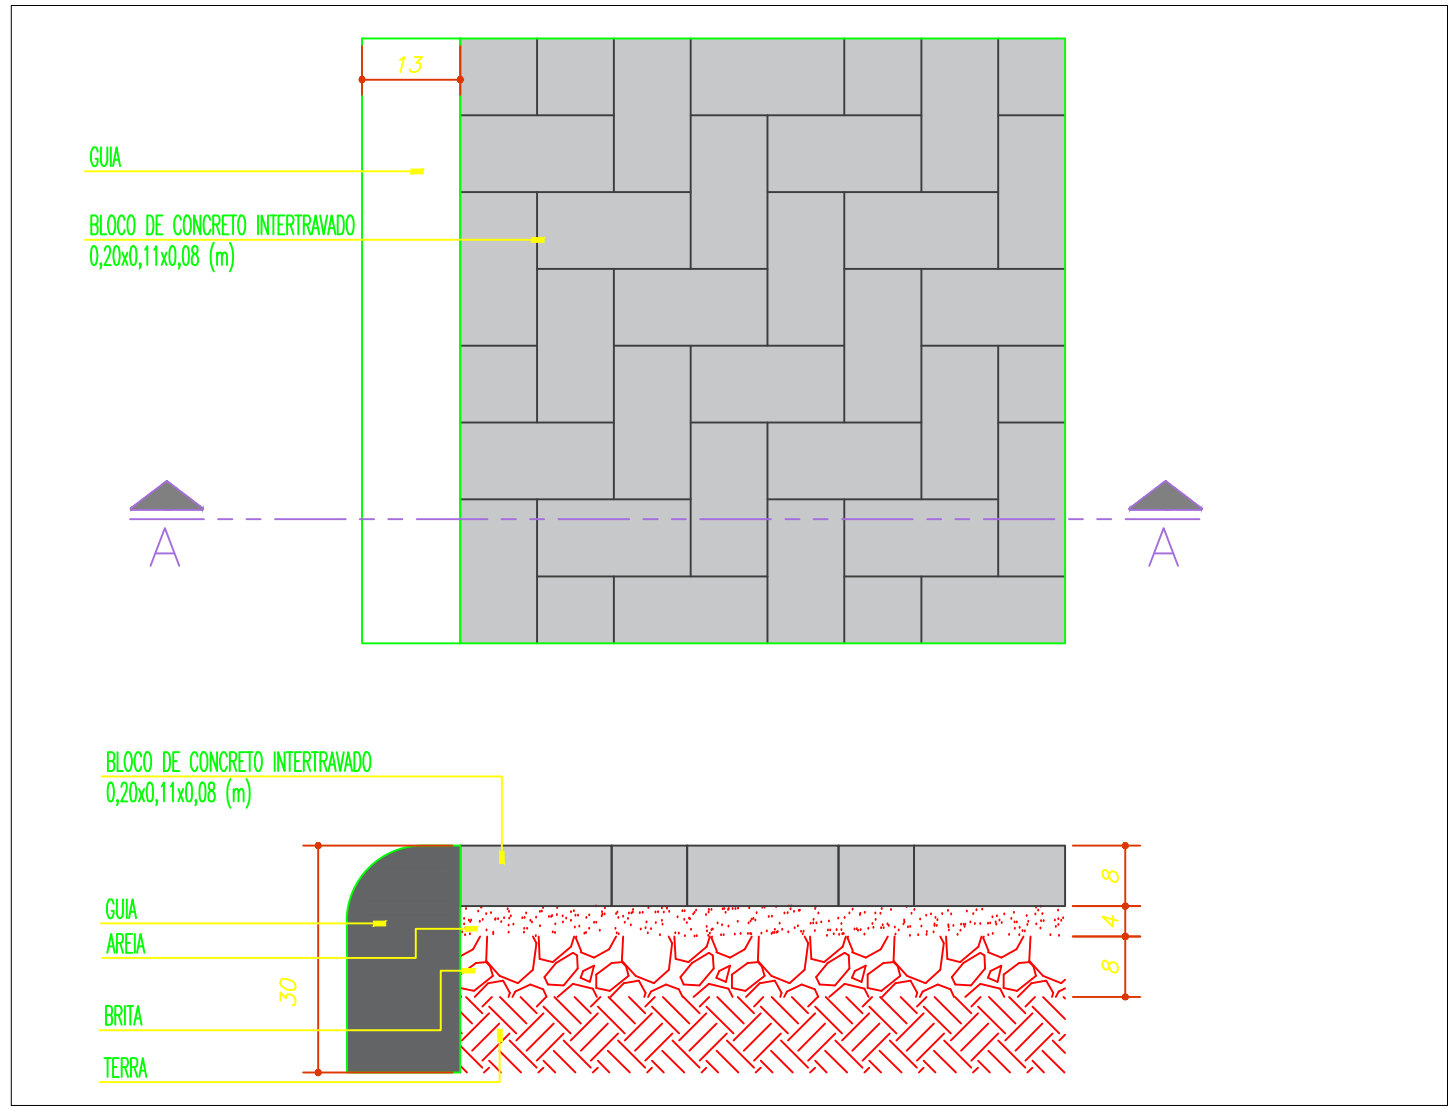 13
GUIA
BLOCO DE CONCRETO INTERTRAVADO
0,20x0,11x0,08 (m)
A
A
BLOCO DE CONCRETO INTERTRAVADO
0,20x0,11x0,08 (m)
8
GUIA
4
AREIA
8
30
BRITA
TERRA